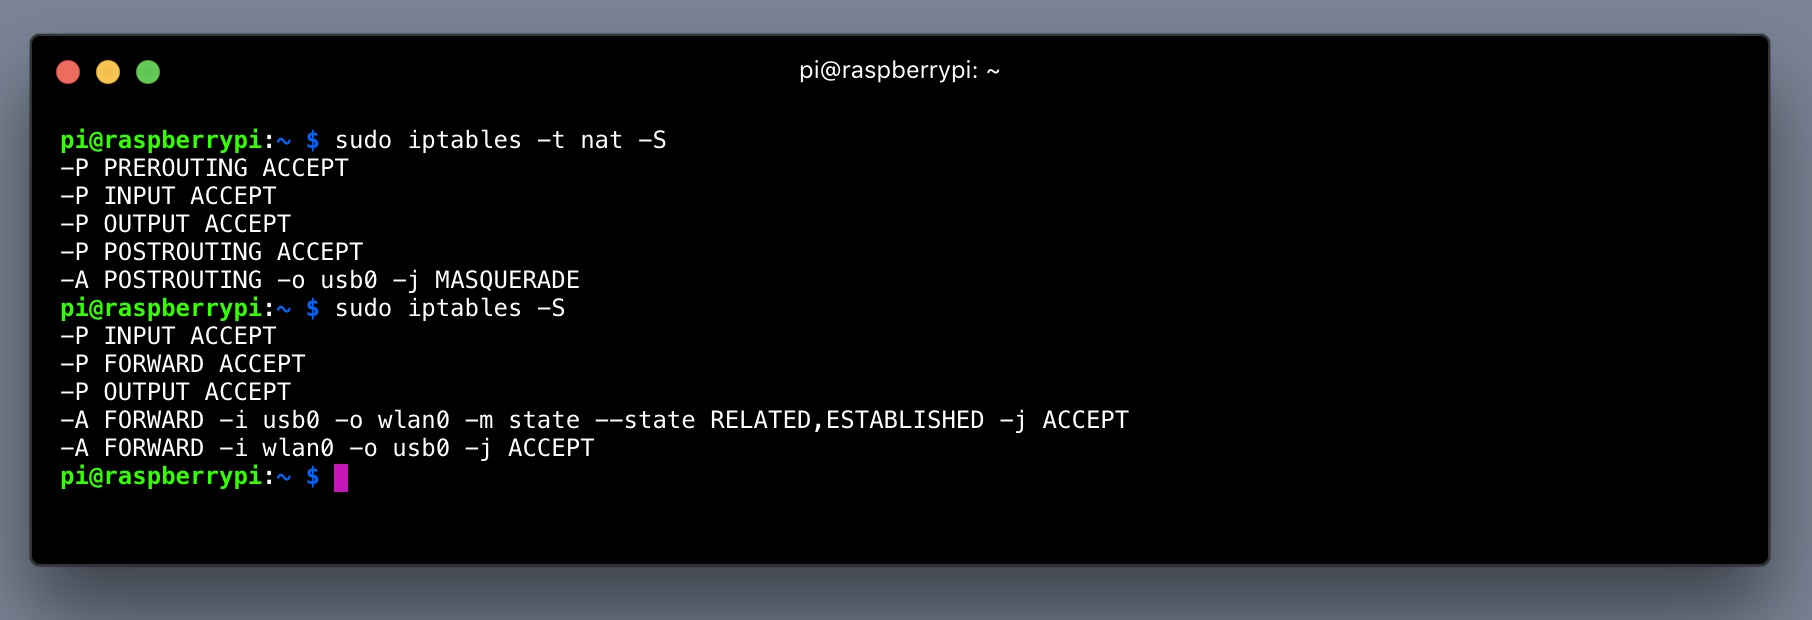 pi@raspberrypi: ~
pi@raspberrypi:~ $ sudo iptables -t nat -S
-P PREROUTING ACCEPT
-P INPUT ACCEPT
-P OUTPUT ACCEPT
-P POSTROUTING ACCEPT
-A POSTROUTING -o usb0 -j MASQUERADE
pi@raspberrypi:~ $ sudo iptables -S
-P INPUT ACCEPT
-P FORWARD ACCEPT
-P OUTPUT ACCEPT
-A FORWARD -i usb0 -o wlan0 -m state --state RELATED,ESTABLISHED -j ACCEPT
-A FORWARD -i wlan0 -o usb0 -j ACCEPT
pi@raspberrypi:~ $